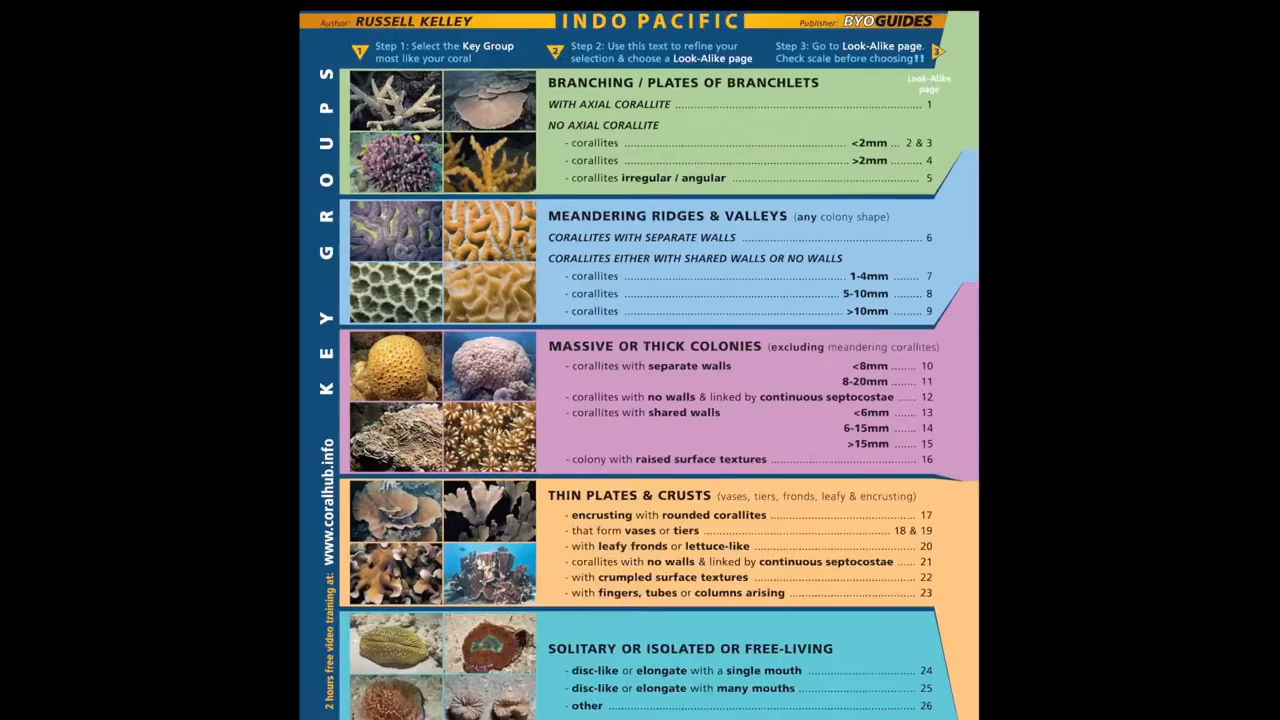 Author: RUSSELL KELLEY INDO PACIFIC Publisher: BYOGUIDES
1 Step 1: Select the Key Group most like your coral
2 Step 2: Use this text to refine your selection & choose a Look-Alike page
Step 3: Go to Look-Alike page. Check scale before choosing!! 3
Look-Alike page
KEY GROUPS
2 hours free video training at: www.coralhub.info
BRANCHING / PLATES OF BRANCHLETS
WITH AXIAL CORALLITE ........ 1
NO AXIAL CORALLITE
- corallites ........ <2mm ... 2 & 3
- corallites ........ >2mm ........ 4
- corallites irregular / angular ........ 5
MEANDERING RIDGES & VALLEYS (any colony shape)
CORALLITES WITH SEPARATE WALLS ........ 6
CORALLITES EITHER WITH SHARED WALLS OR NO WALLS
- corallites ........ 1-4mm ........ 7
- corallites ........ 5-10mm ........ 8
- corallites ........ >10mm ........ 9
MASSIVE OR THICK COLONIES (excluding meandering corallites)
- corallites with separate walls <8mm ........ 10
8-20mm ....... 11
- corallites with no walls & linked by continuous septocostae ...... 12
- corallites with shared walls <6mm ....... 13
6-15mm ....... 14
>15mm ....... 15
- colony with raised surface textures ........ 16
THIN PLATES & CRUSTS (vases, tiers, fronds, leafy & encrusting)
- encrusting with rounded corallites ........ 17
- that form vases or tiers ........ 18 & 19
- with leafy fronds or lettuce-like ........ 20
- corallites with no walls & linked by continuous septocostae ...... 21
- with crumpled surface textures ........ 22
- with fingers, tubes or columns arising ........ 23
SOLITARY OR ISOLATED OR FREE-LIVING
- disc-like or elongate with a single mouth ........ 24
- disc-like or elongate with many mouths ........ 25
- other ........ 26